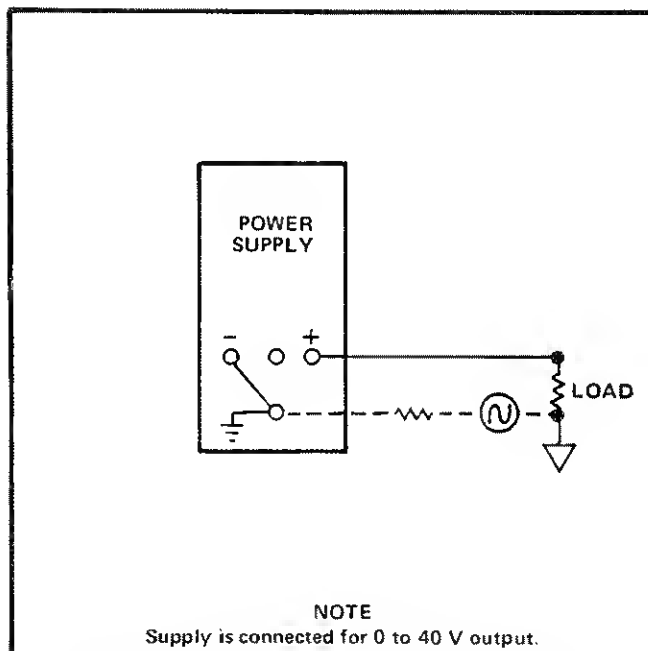 POWER
SUPPLY
- +
LOAD
NOTE
Supply is connected for 0 to 40 V output.